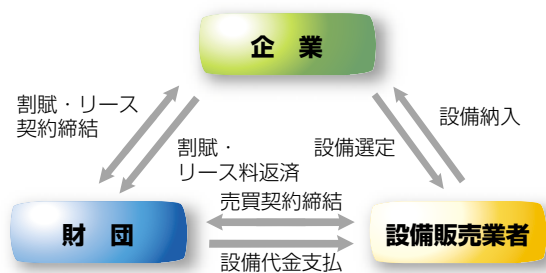 企　業
割賦・リース
契約締結
割賦・
リース料返済
設備選定
設備納入
売買契約締結
財　団
設備販売業者
設備代金支払